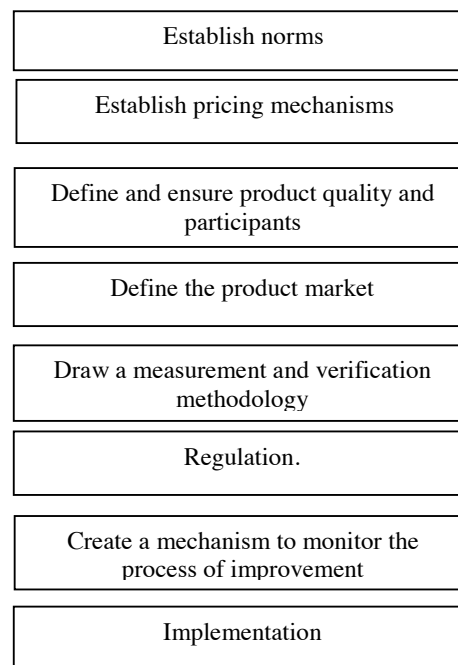 Establish norms
Establish pricing mechanisms
Define and ensure product quality and
participants
Define the product market
Draw a measurement and verification
methodology
Regulation.
Create a mechanism to monitor the
process of improvement
Implementation